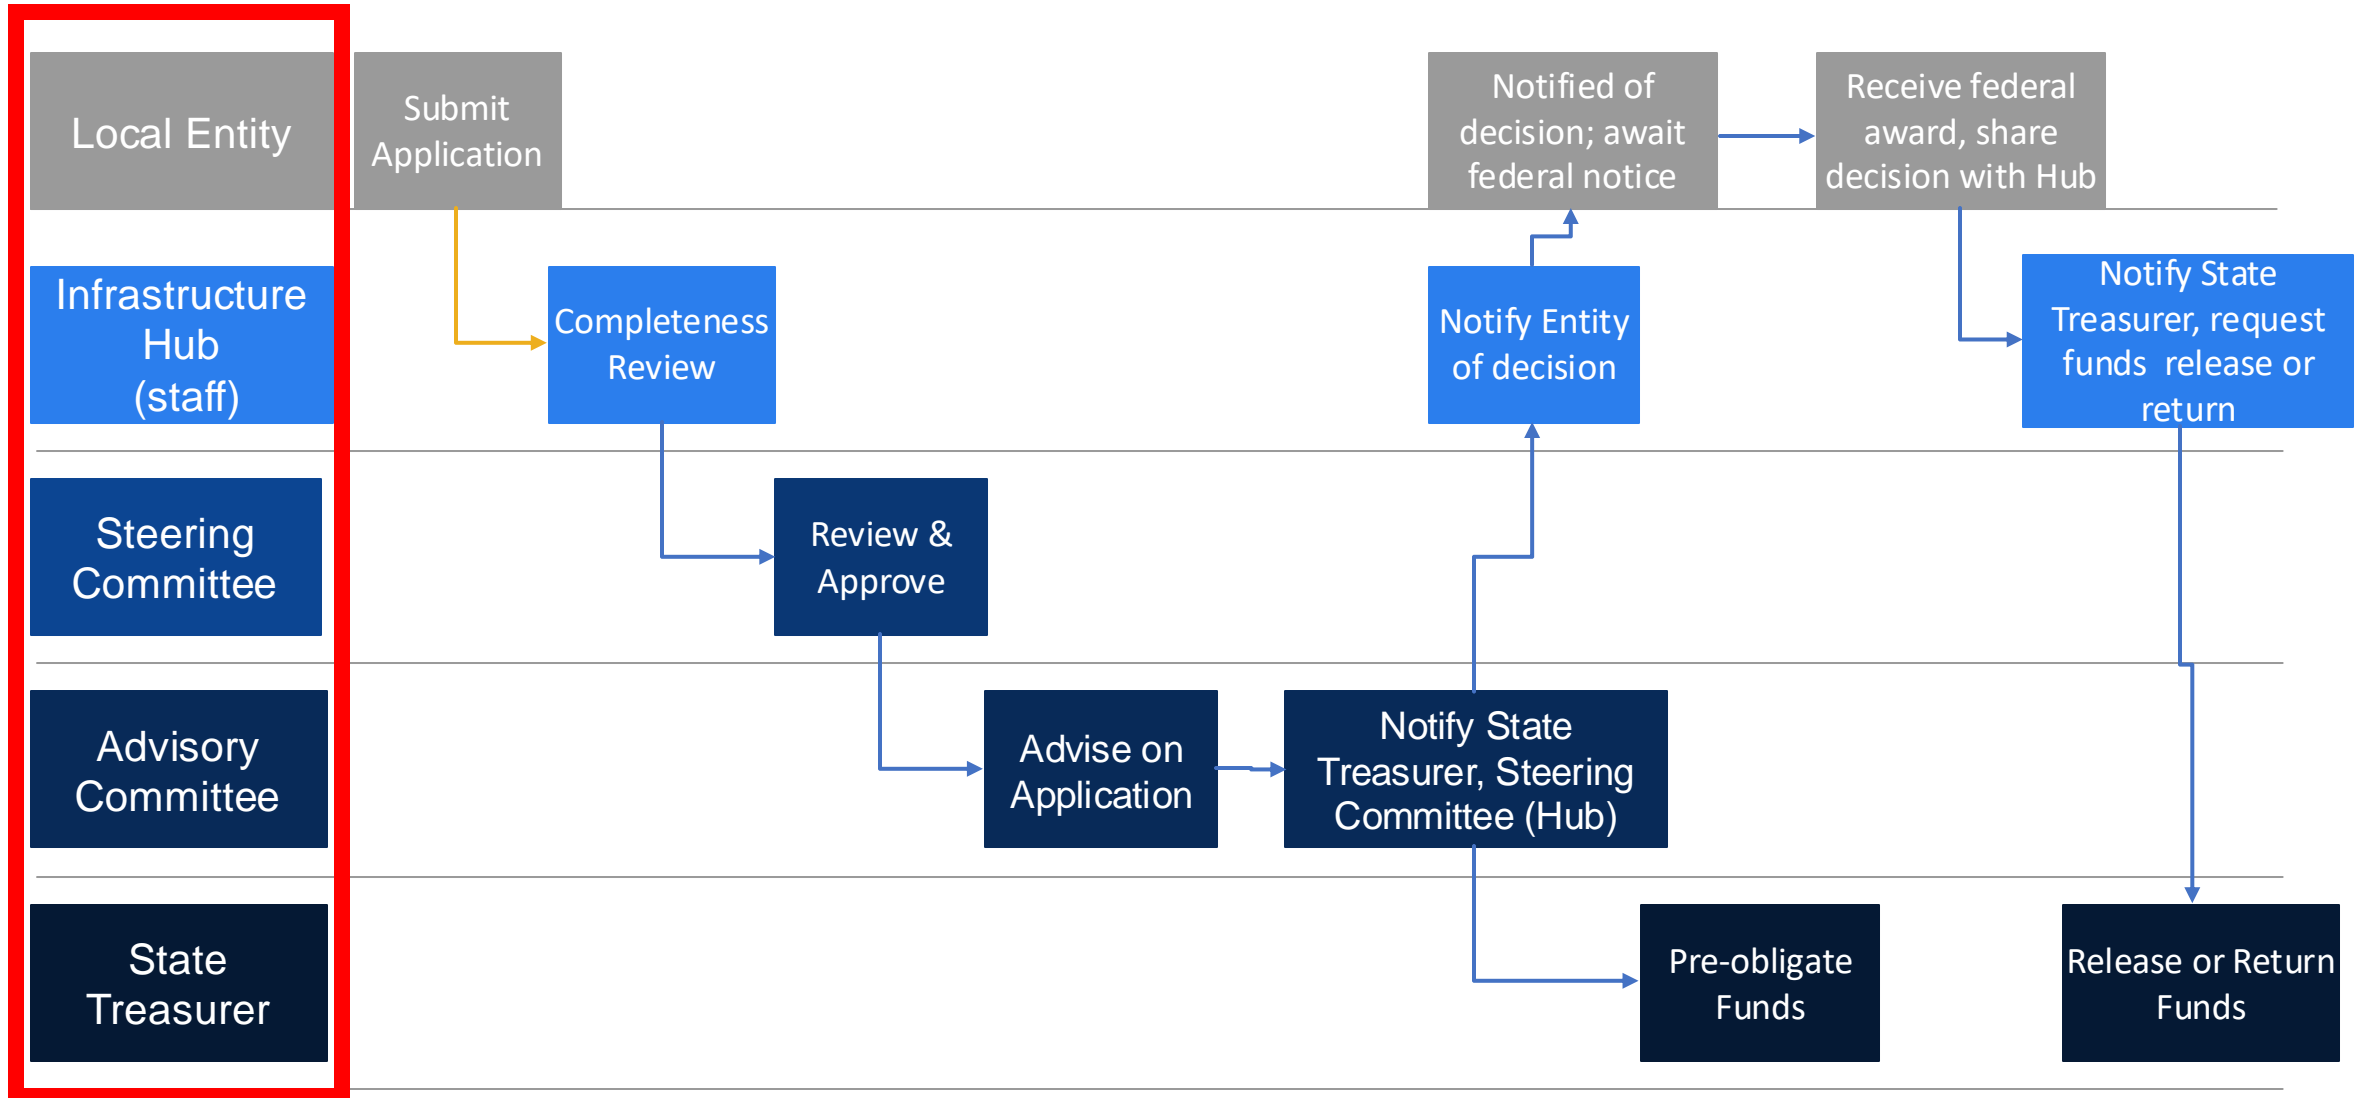 Local Entity
Submit
Application
Notified of
decision; await
federal notice
Receive federal
award, share
decision with Hub
Infrastructure
Hub
(staff)
Completeness
Review
Notify Entity
of decision
Notify State
Treasurer, request
funds  release or
return
Steering
Committee
Review &
Approve
Advisory
Committee
Advise on
Application
Notify State
Treasurer, Steering
Committee (Hub)
State
Treasurer
Pre-obligate
Funds
Release or Return
Funds